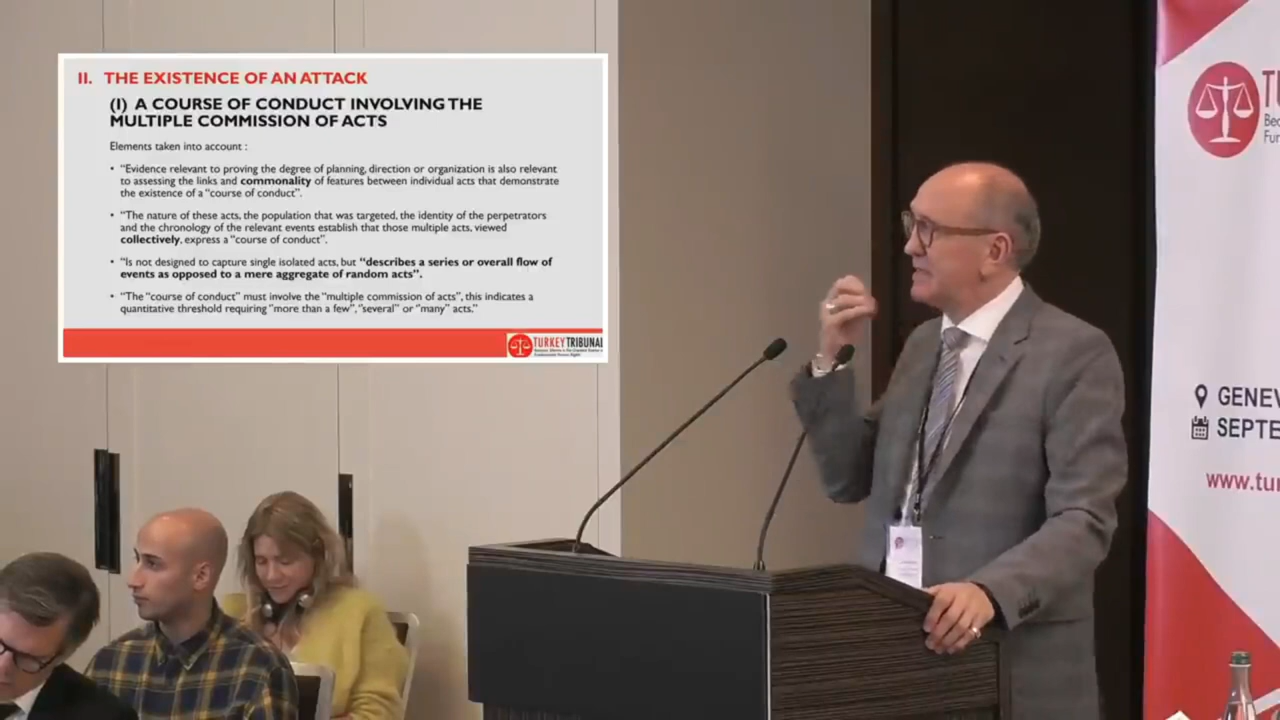 II. THE EXISTENCE OF AN ATTACK
(I) A COURSE OF CONDUCT INVOLVING THE
MULTIPLE COMMISSION OF ACTS
Elements taken into account :
• "Evidence relevant to proving the degree of planning, direction or organization is also relevant
to assessing the links and commonality of features between individual acts that demonstrate
the existence of a "course of conduct".
• "The nature of these acts, the population that was targeted, the identity of the perpetrators
and the chronology of the relevant events establish that those multiple acts, viewed
collectively, express a "course of conduct".
• "Is not designed to capture single isolated acts, but "describes a series or overall flow of
events as opposed to a mere aggregate of random acts".
• "The "course of conduct" must involve the "multiple commission of acts", this indicates a
quantitative threshold requiring "more than a few", "several" or "many" acts."
TURKEY TRIBUNAL
TU
Bec
Fun
GENEV
SEPTE
www.tur